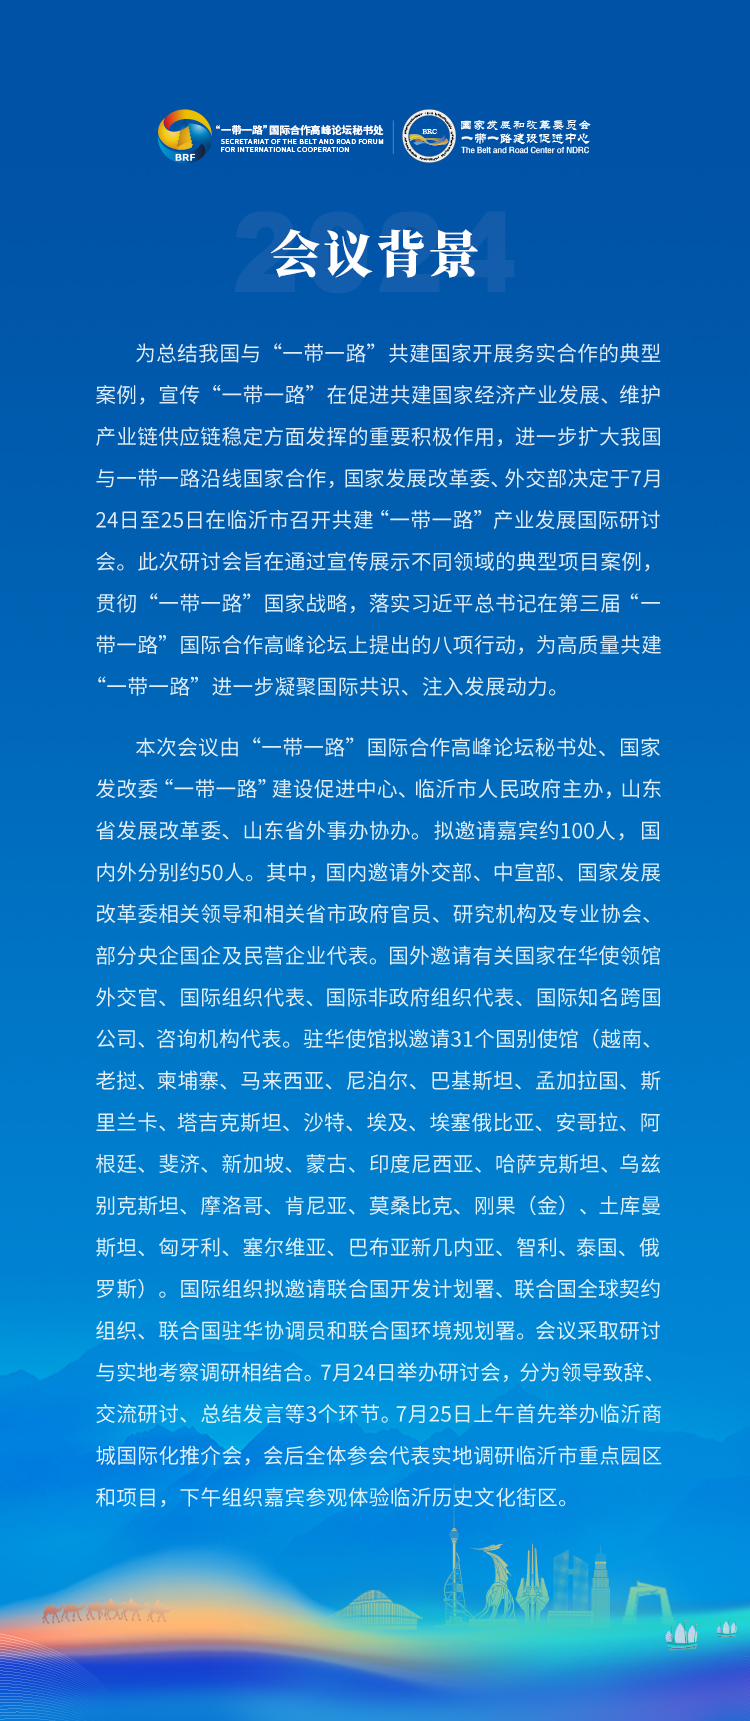 “一带一路”国际合作高峰论坛秘书处
SECRETARIAT OF THE BELT AND ROAD FORUM
FOR INTERNATIONAL COOPERATION
BRF
BRC
国家发展和改革委员会
一带一路建设促进中心
The Belt and Road Center of NDRC
2024
会议背景
为总结我国与“一带一路”共建国家开展务实合作的典型
案例，宣传“一带一路”在促进共建国家经济产业发展、维护
产业链供应链稳定方面发挥的重要积极作用，进一步扩大我国
与一带一路沿线国家合作，国家发展改革委、外交部决定于7月
24日至25日在临沂市召开共建“一带一路”产业发展国际研讨
会。此次研讨会旨在通过宣传展示不同领域的典型项目案例，
贯彻“一带一路”国家战略，落实习近平总书记在第三届“一
带一路”国际合作高峰论坛上提出的八项行动，为高质量共建
“一带一路”进一步凝聚国际共识、注入发展动力。
本次会议由“一带一路”国际合作高峰论坛秘书处、国家
发改委“一带一路”建设促进中心、临沂市人民政府主办，山东
省发展改革委、山东省外事办协办。拟邀请嘉宾约100人，国
内外分别约50人。其中，国内邀请外交部、中宣部、国家发展
改革委相关领导和相关省市政府官员、研究机构及专业协会、
部分央企国企及民营企业代表。国外邀请有关国家在华使领馆
外交官、国际组织代表、国际非政府组织代表、国际知名跨国
公司、咨询机构代表。驻华使馆拟邀请31个国别使馆（越南、
老挝、柬埔寨、马来西亚、尼泊尔、巴基斯坦、孟加拉国、斯
里兰卡、塔吉克斯坦、沙特、埃及、埃塞俄比亚、安哥拉、阿
根廷、斐济、新加坡、蒙古、印度尼西亚、哈萨克斯坦、乌兹
别克斯坦、摩洛哥、肯尼亚、莫桑比克、刚果（金）、土库曼
斯坦、匈牙利、塞尔维亚、巴布亚新几内亚、智利、泰国、俄
罗斯）。国际组织拟邀请联合国开发计划署、联合国全球契约
组织、联合国驻华协调员和联合国环境规划署。会议采取研讨
与实地考察调研相结合。7月24日举办研讨会，分为领导致辞、
交流研讨、总结发言等3个环节。7月25日上午首先举办临沂商
城国际化推介会，会后全体参会代表实地调研临沂市重点园区
和项目，下午组织嘉宾参观体验临沂历史文化街区。